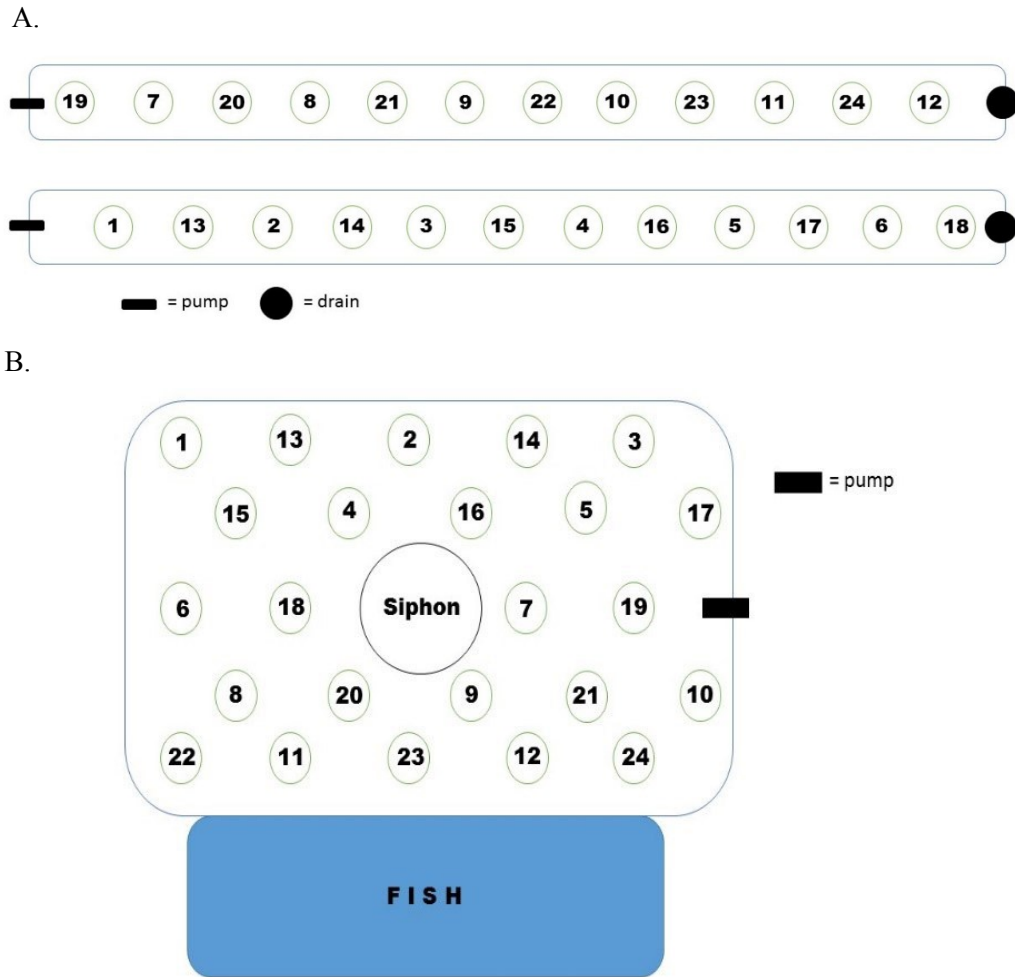 A.
19 7 20 8 21 9 22 10 23 11 24 12
1 13 2 14 3 15 4 16 5 17 6 18
= pump = drain
B.
1 13 2 14 3
= pump
15 4 16 5 17
6 18 Siphon 7 19
8 20 9 21 10
22 11 23 12 24
FISH